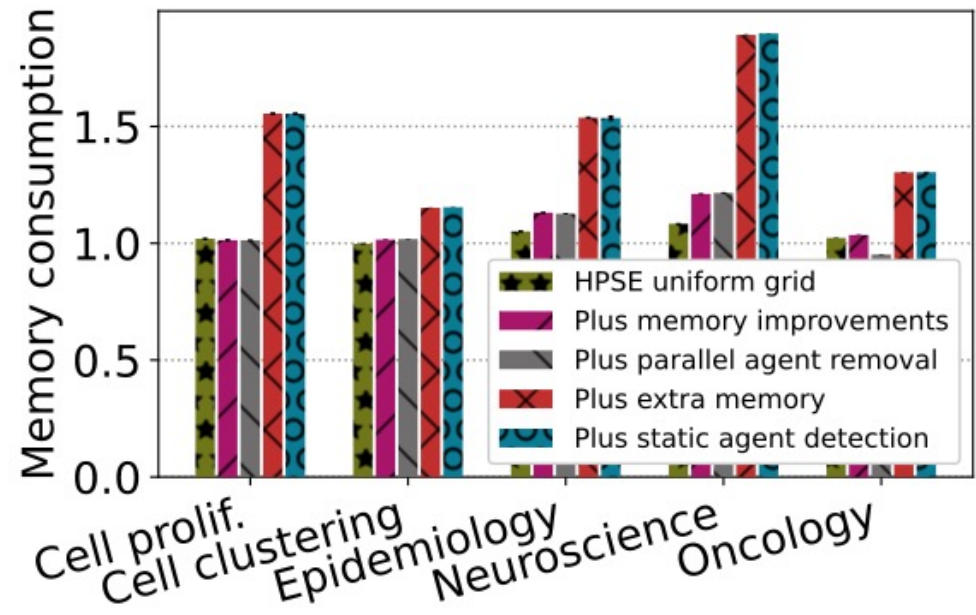 Memory consumption
1.5
1.0
0.5
0.0
HPSE uniform grid
Plus memory improvements
Plus parallel agent removal
Plus extra memory
Plus static agent detection
Cell prolif.
Cell clustering
Epidemiology
Neuroscience
Oncology